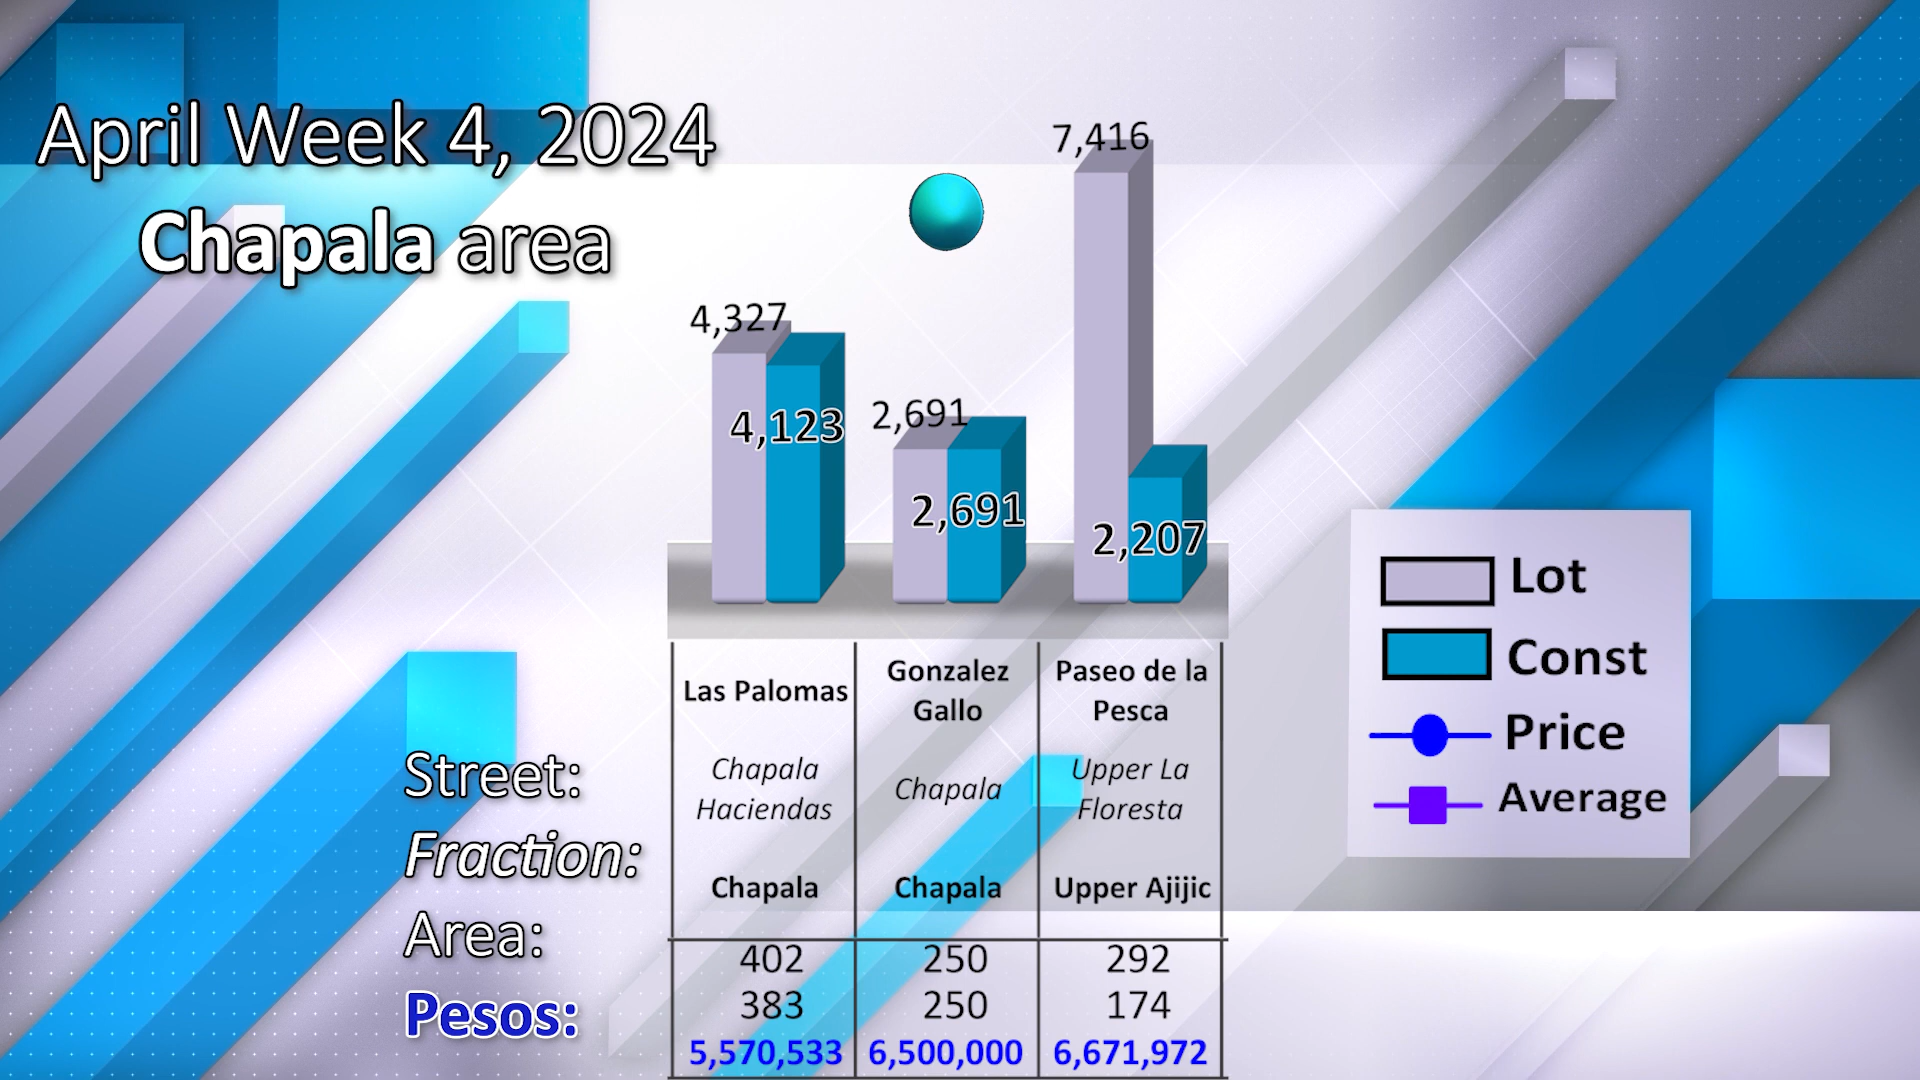 April Week 4, 2024
Chapala area
7,416
4,327
4,123
2,691
2,691
2,207
Lot
Const
Price
Average
Street:
Fraction:
Area:
Pesos:
Las Palomas
Gonzalez
Gallo
Paseo de la
Pesca
Chapala
Haciendas
Chapala
Upper La
Floresta
Chapala
Chapala
Upper Ajijic
402 250 292
383 250 174
5,570,533 6,500,000 6,671,972